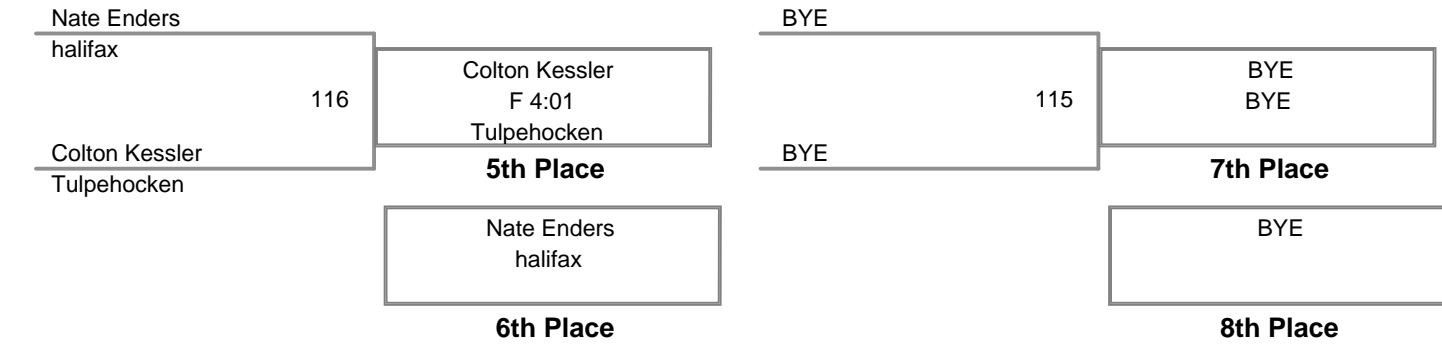 Nate Enders
halifax
116
Colton Kessler
Tulpehocken
Colton Kessler
F 4:01
Tulpehocken
5th Place
Nate Enders
halifax
6th Place
BYE
115
BYE
BYE
BYE
7th Place
BYE
8th Place